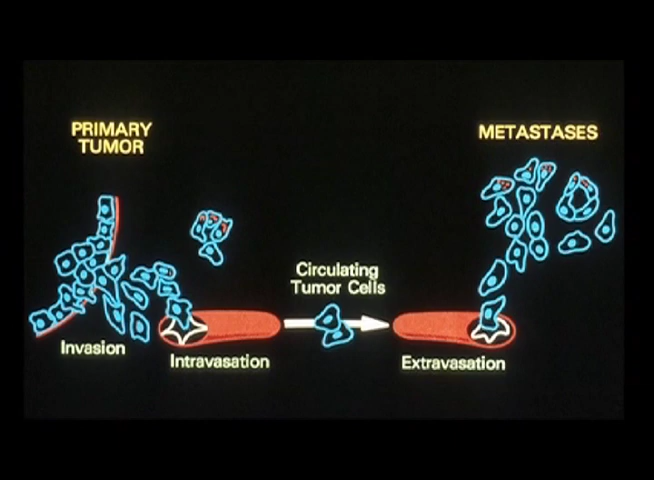 PRIMARY
TUMOR
METASTASES
Circulating
Tumor Cells
Invasion
Intravasation
Extravasation